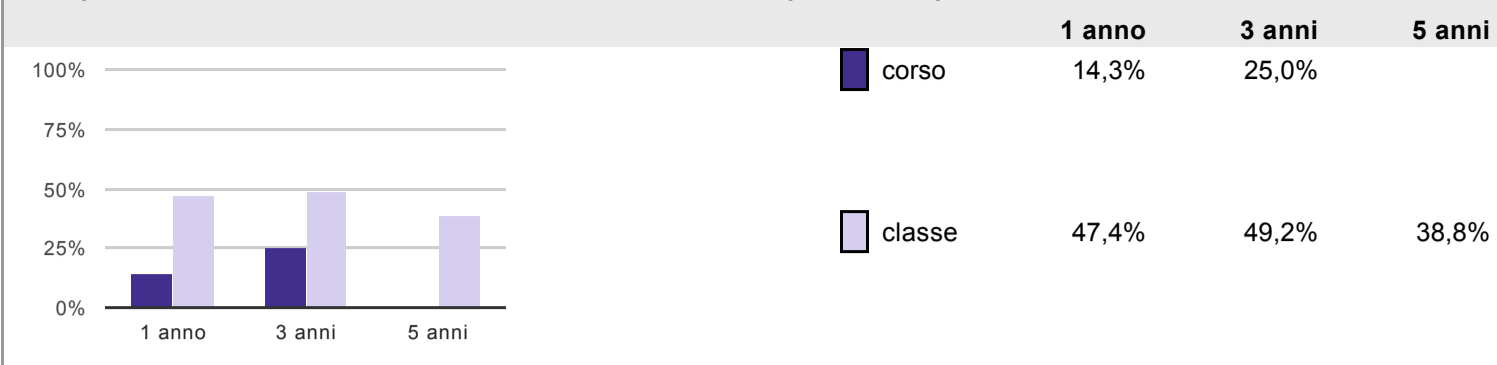 1 anno 3 anni 5 anni
100%
75%
50%
25%
0%
1 anno 3 anni 5 anni
corso 14,3% 25,0%
classe 47,4% 49,2% 38,8%